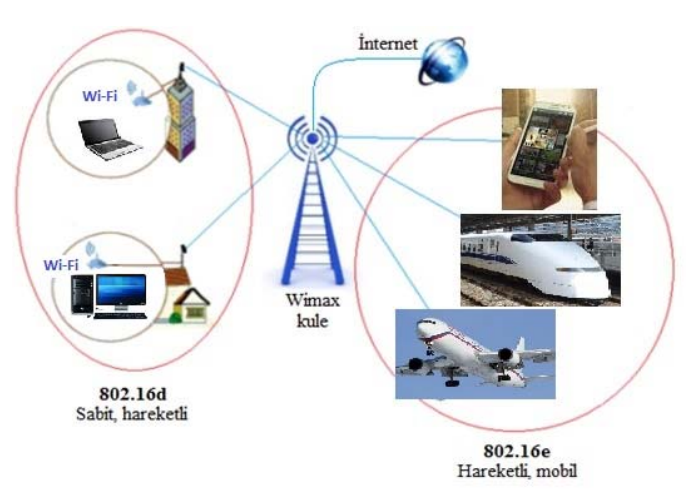 İnternet
Wi-Fi
Wi-Fi
Wimax
kule
802.16d
Sabit, hareketli
802.16e
Hareketli, mobil